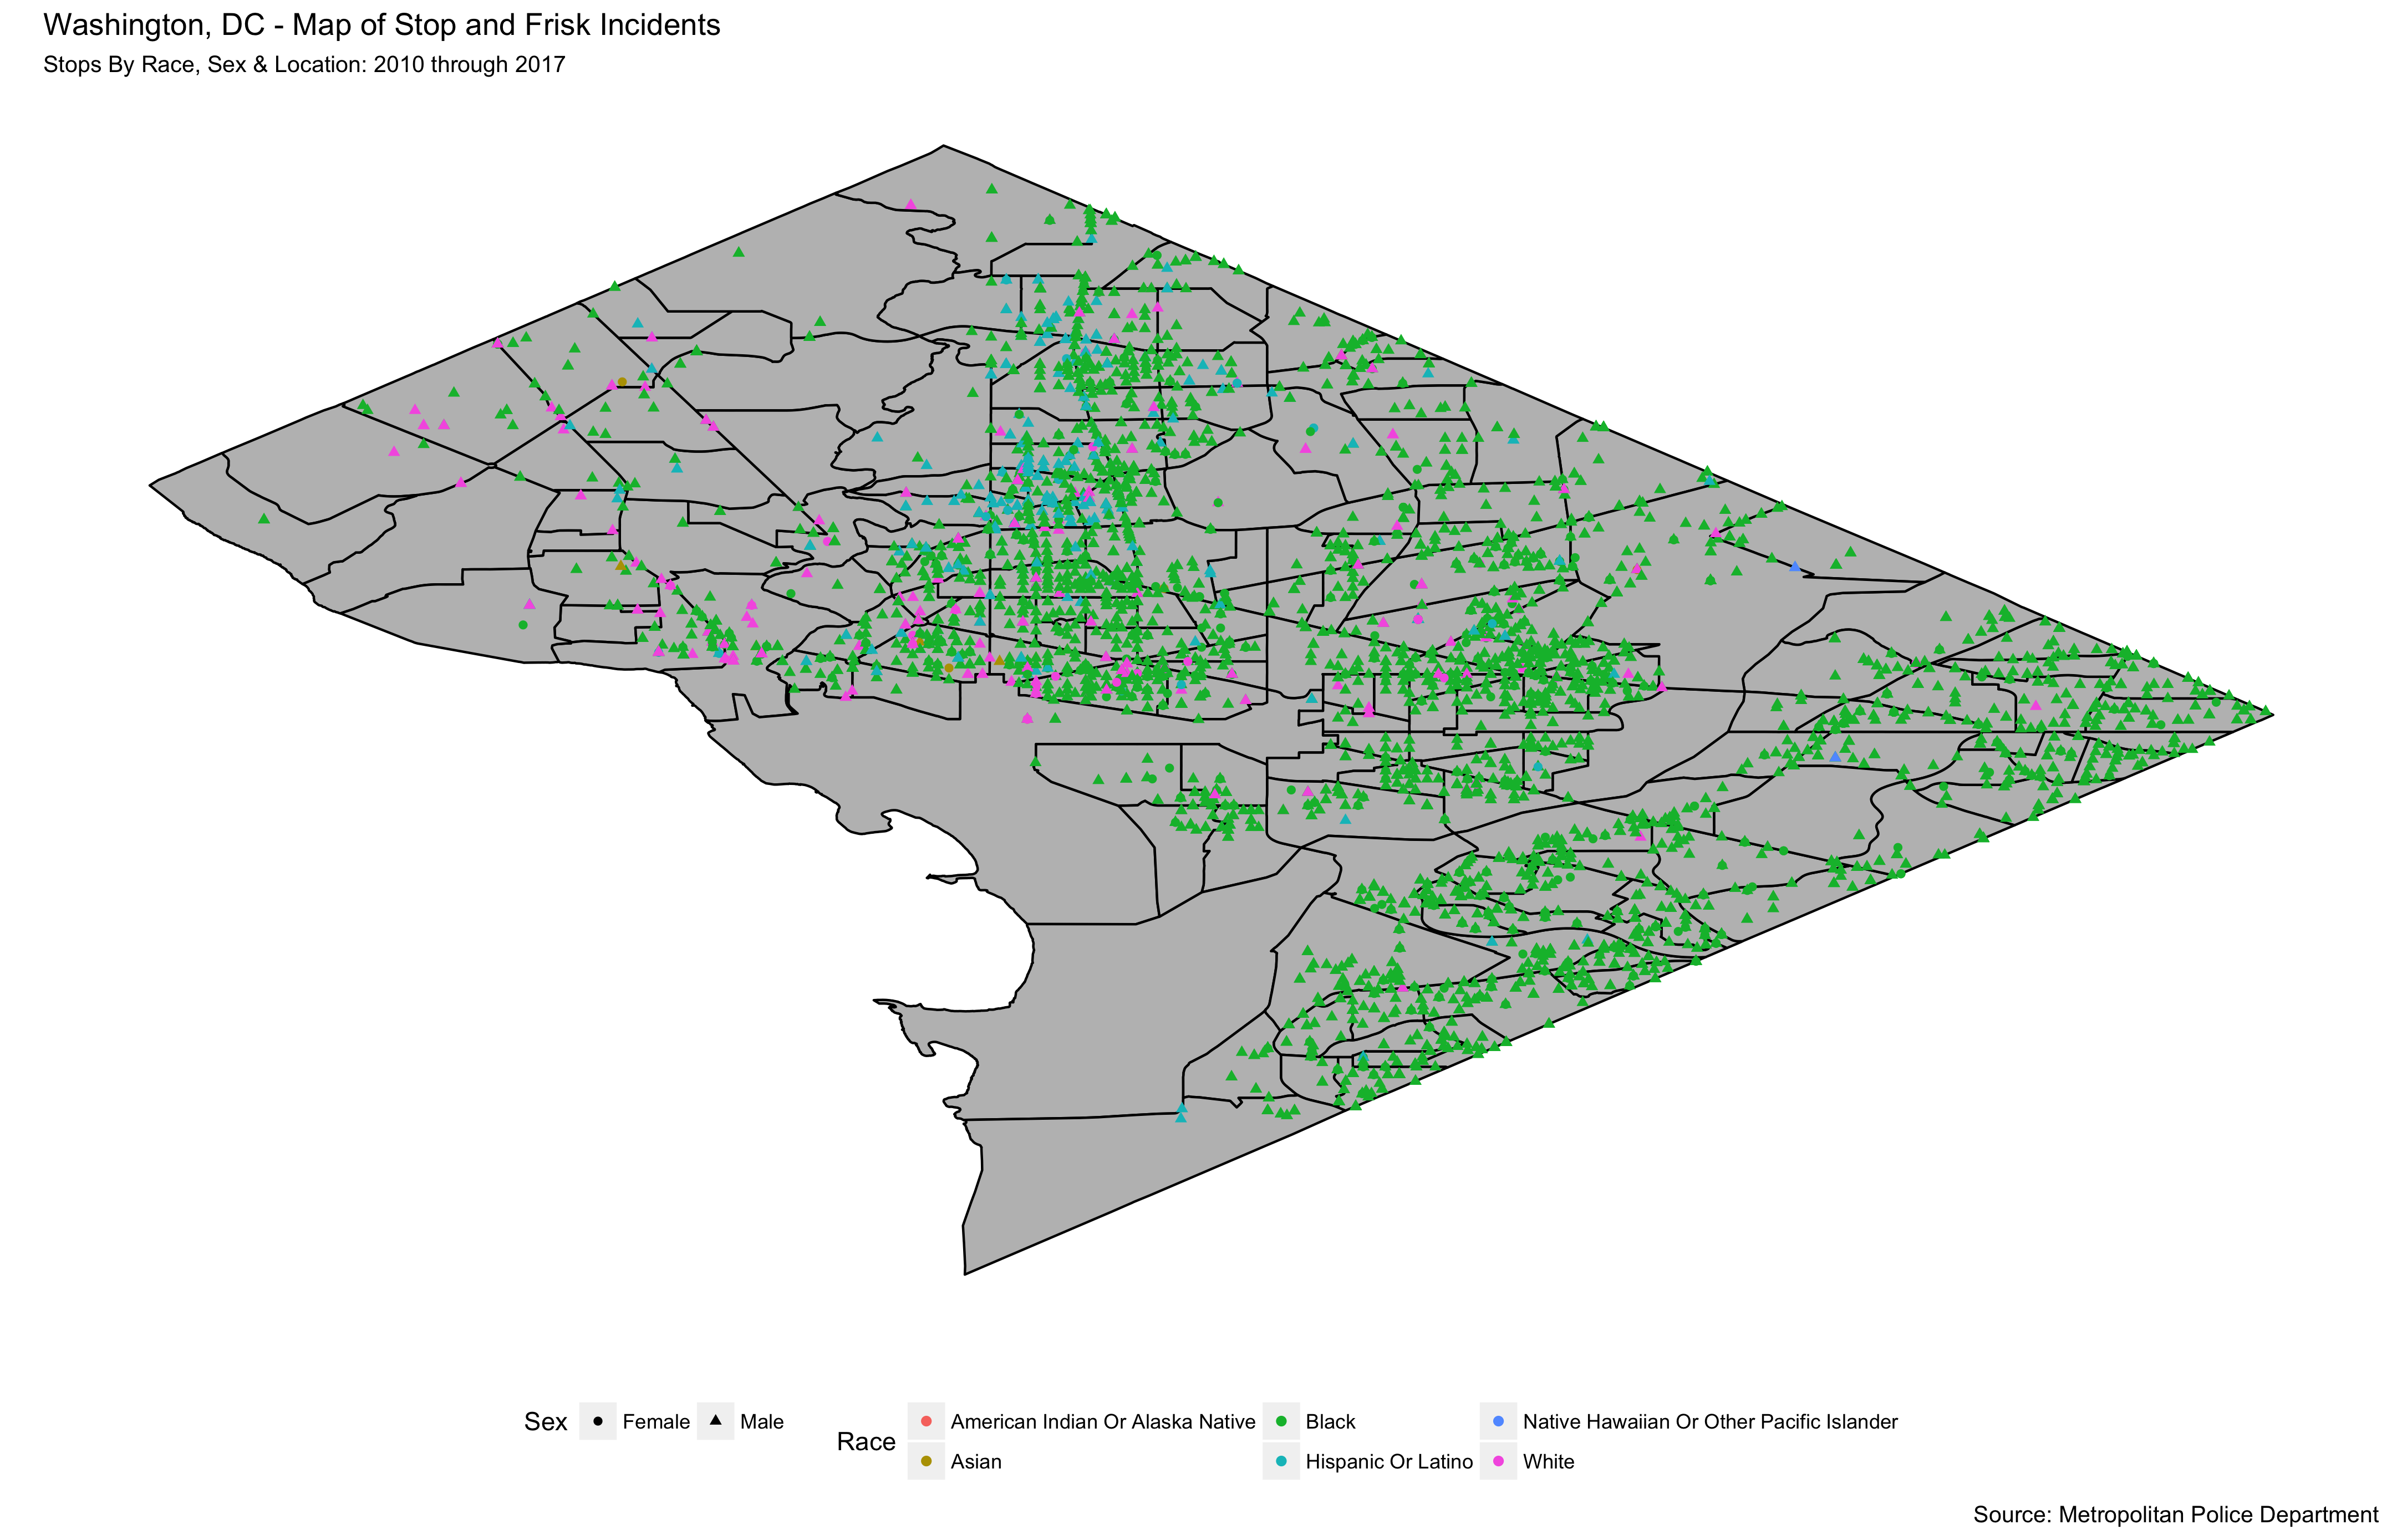 Washington, DC - Map of Stop and Frisk Incidents
Stops By Race, Sex & Location: 2010 through 2017
Sex
Female
Male
Race
American Indian Or Alaska Native
Black
Native Hawaiian Or Other Pacific Islander
Asian
Hispanic Or Latino
White
Source: Metropolitan Police Department